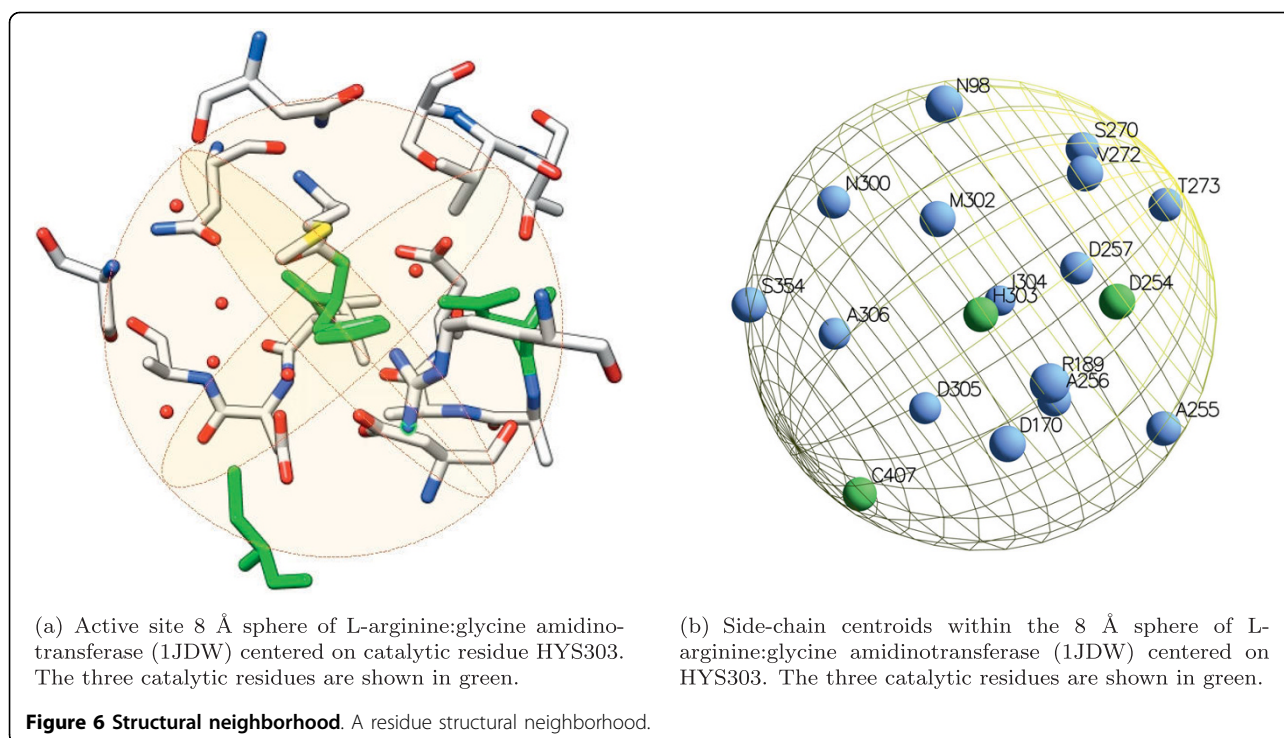 N98
S270
V272
T273
N300
M302
D257
D254
I304
H303
S354
A306
R189
A256
D305
A255
D170
C407
(a) Active site 8 Å sphere of L-arginine:glycine amidino-
transferase (1JDW) centered on catalytic residue HYS303.
The three catalytic residues are shown in green.
(b) Side-chain centroids within the 8 Å sphere of L-
arginine:glycine amidinotransferase (1JDW) centered on
HYS303. The three catalytic residues are shown in green.
Figure 6 Structural neighborhood. A residue structural neighborhood.